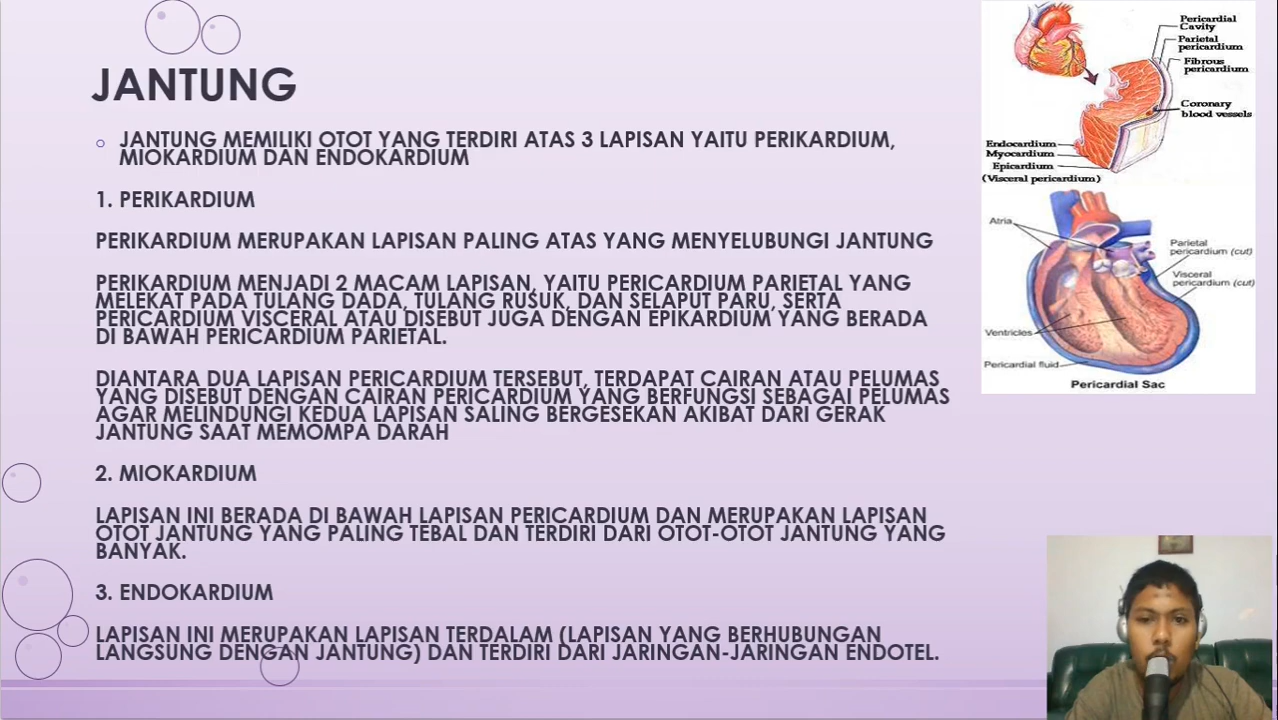 JANTUNG
JANTUNG MEMILIKI OTOT YANG TERDIRI ATAS 3 LAPISAN YAITU PERIKARDIUM,
MIOKARDIUM DAN ENDOKARDIUM
1. PERIKARDIUM
PERIKARDIUM MERUPAKAN LAPISAN PALING ATAS YANG MENYELUBUNGI JANTUNG
PERIKARDIUM MENJADI 2 MACAM LAPISAN, YAITU PERICARDIUM PARIETAL YANG
MELEKAT PADA TULANG DADA, TULANG RUSUK, DAN SELAPUT PARU, SERTA
PERICARDIUM VISCERAL ATAU DISEBUT JUGA DENGAN EPIKARDIUM YANG BERADA
DI BAWAH PERICARDIUM PARIETAL.
DIANTARA DUA LAPISAN PERICARDIUM TERSEBUT, TERDAPAT CAIRAN ATAU PELUMAS
YANG DISEBUT DENGAN CAIRAN PERICARDIUM YANG BERFUNGSI SEBAGAI PELUMAS
AGAR MELINDUNGI KEDUA LAPISAN SALING BERGESEKAN AKIBAT DARI GERAK
JANTUNG SAAT MEMOMPA DARAH
2. MIOKARDIUM
LAPISAN INI BERADA DI BAWAH LAPISAN PERICARDIUM DAN MERUPAKAN LAPISAN
OTOT JANTUNG YANG PALING TEBAL DAN TERDIRI DARI OTOT-OTOT JANTUNG YANG
BANYAK.
3. ENDOKARDIUM
LAPISAN INI MERUPAKAN LAPISAN TERDALAM (LAPISAN YANG BERHUBUNGAN
LANGSUNG DENGAN JANTUNG) DAN TERDIRI DARI JARINGAN-JARINGAN ENDOTEL.
Pericardial
Cavity
Parietal
pericardium
Fibrous
pericardium
Coronary
blood vessels
Endocardium
Myocardium
Epicardium
(Visceral pericardium)
Atria
Parietal
pericardium (cut)
Visceral
pericardium (cut)
Ventricles
Pericardial fluid
Pericardial Sac